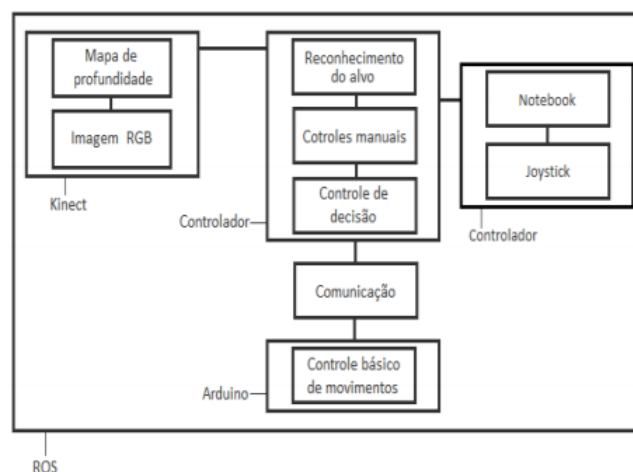 Mapa de
profundidade
Imagem RGB
Kinect
Reconhecimento
do alvo
Cotroles manuais
Controle de
decisão
Controlador
Notebook
Joystick
Controlador
Comunicação
Controle básico
de movimentos
Arduino
ROS